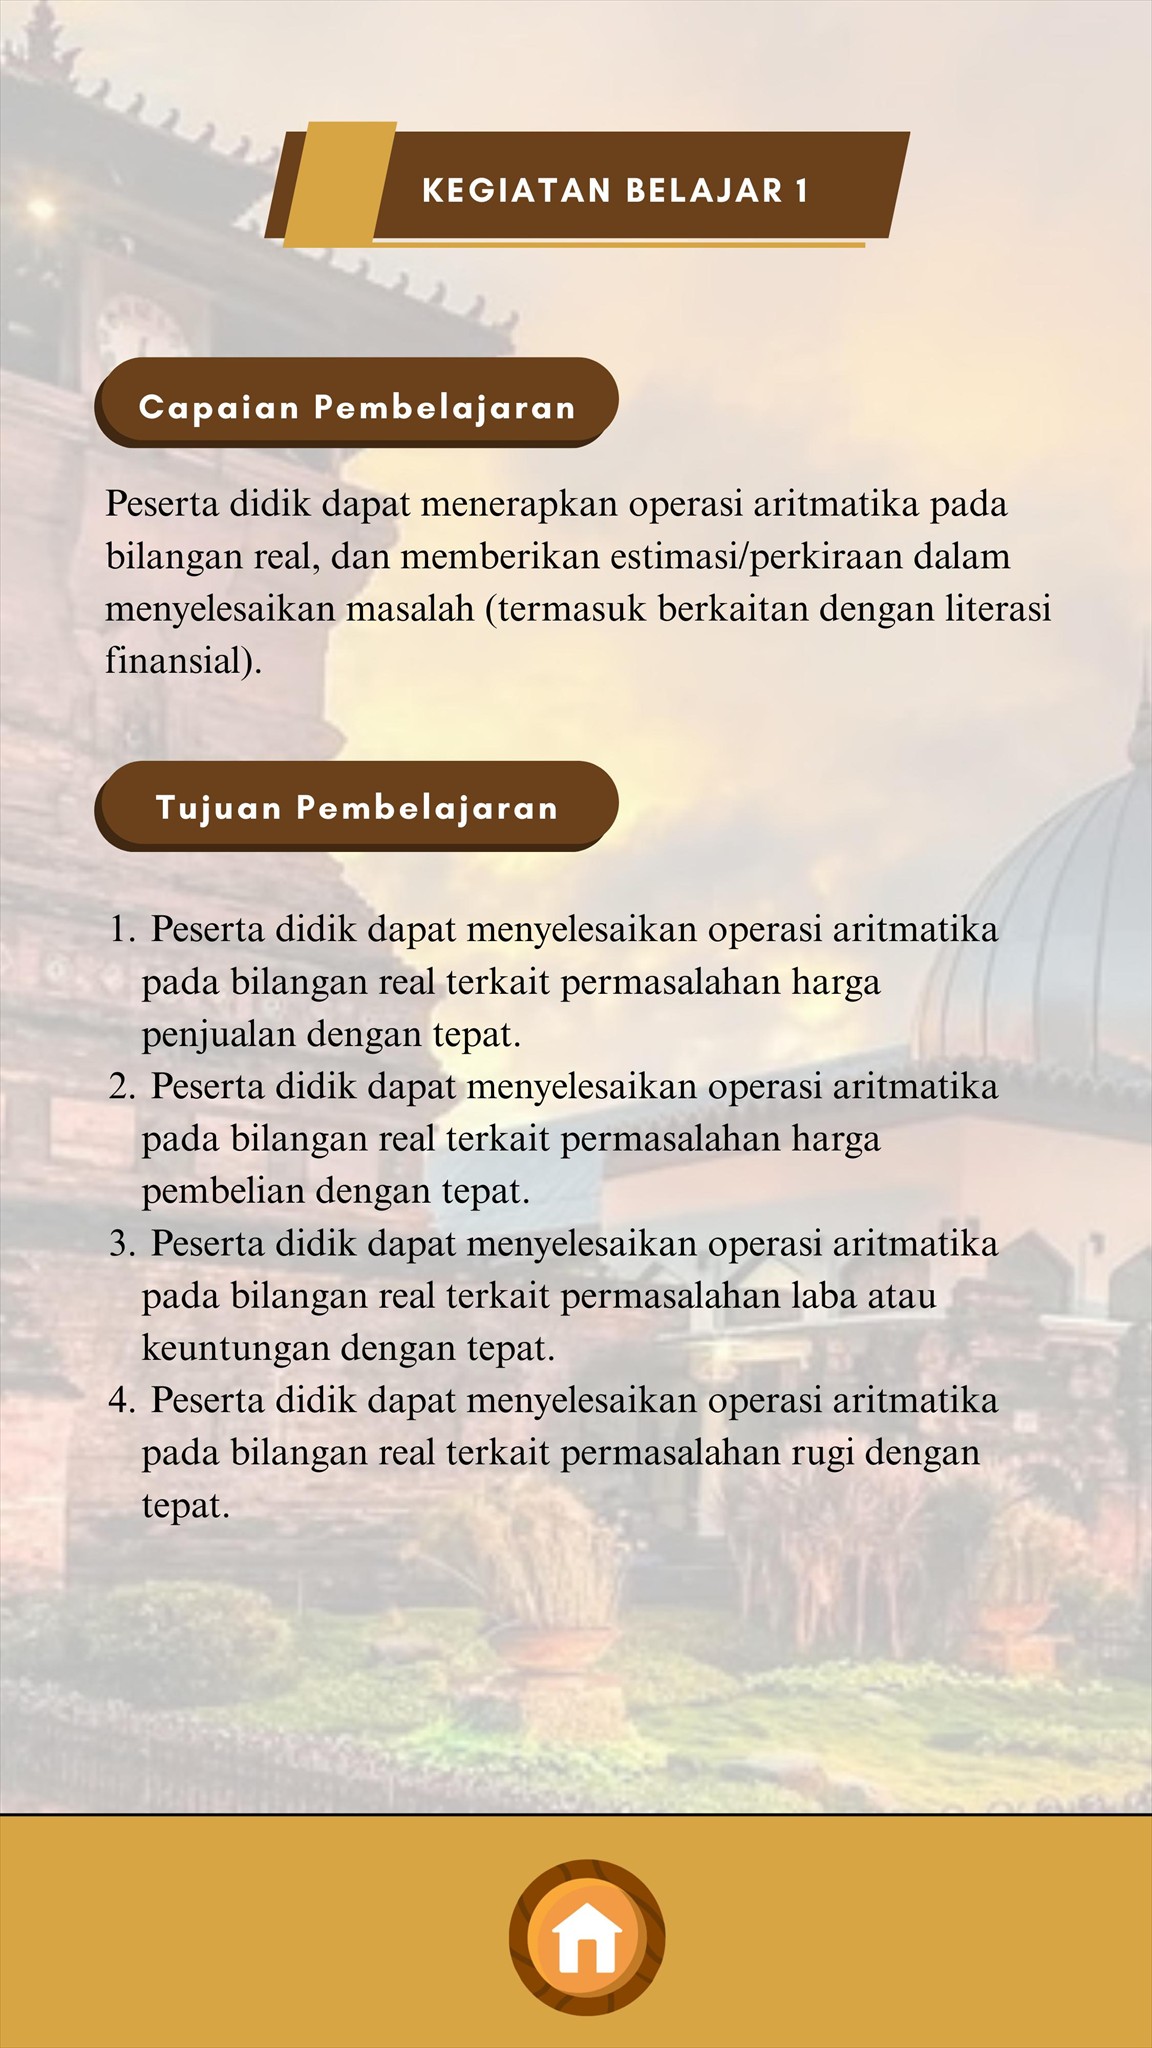 KEGIATAN BELAJAR 1
Capaian Pembelajaran
Peserta didik dapat menerapkan operasi aritmatika pada
bilangan real, dan memberikan estimasi/perkiraan dalam
menyelesaikan masalah (termasuk berkaitan dengan literasi
finansial).
Tujuan Pembelajaran
1. Peserta didik dapat menyelesaikan operasi aritmatika
pada bilangan real terkait permasalahan harga
penjualan dengan tepat.
2. Peserta didik dapat menyelesaikan operasi aritmatika
pada bilangan real terkait permasalahan harga
pembelian dengan tepat.
3. Peserta didik dapat menyelesaikan operasi aritmatika
pada bilangan real terkait permasalahan laba atau
keuntungan dengan tepat.
4. Peserta didik dapat menyelesaikan operasi aritmatika
pada bilangan real terkait permasalahan rugi dengan
tepat.